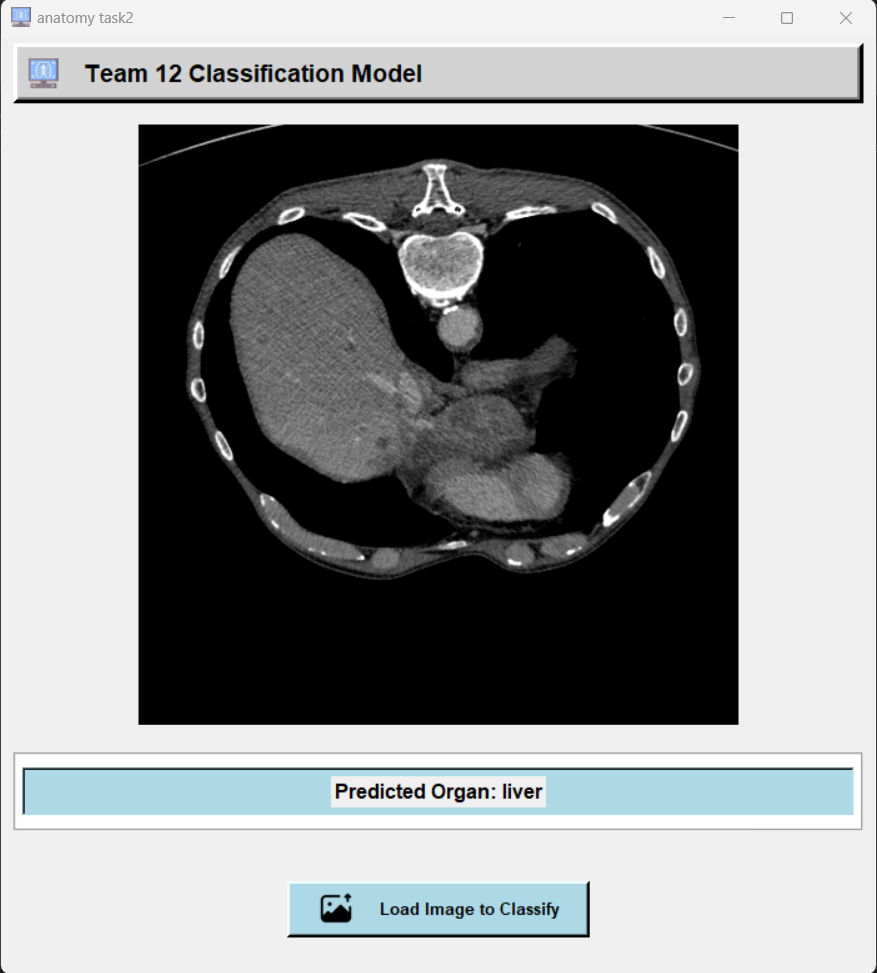 anatomy task2
Team 12 Classification Model
Predicted Organ: liver
Load Image to Classify